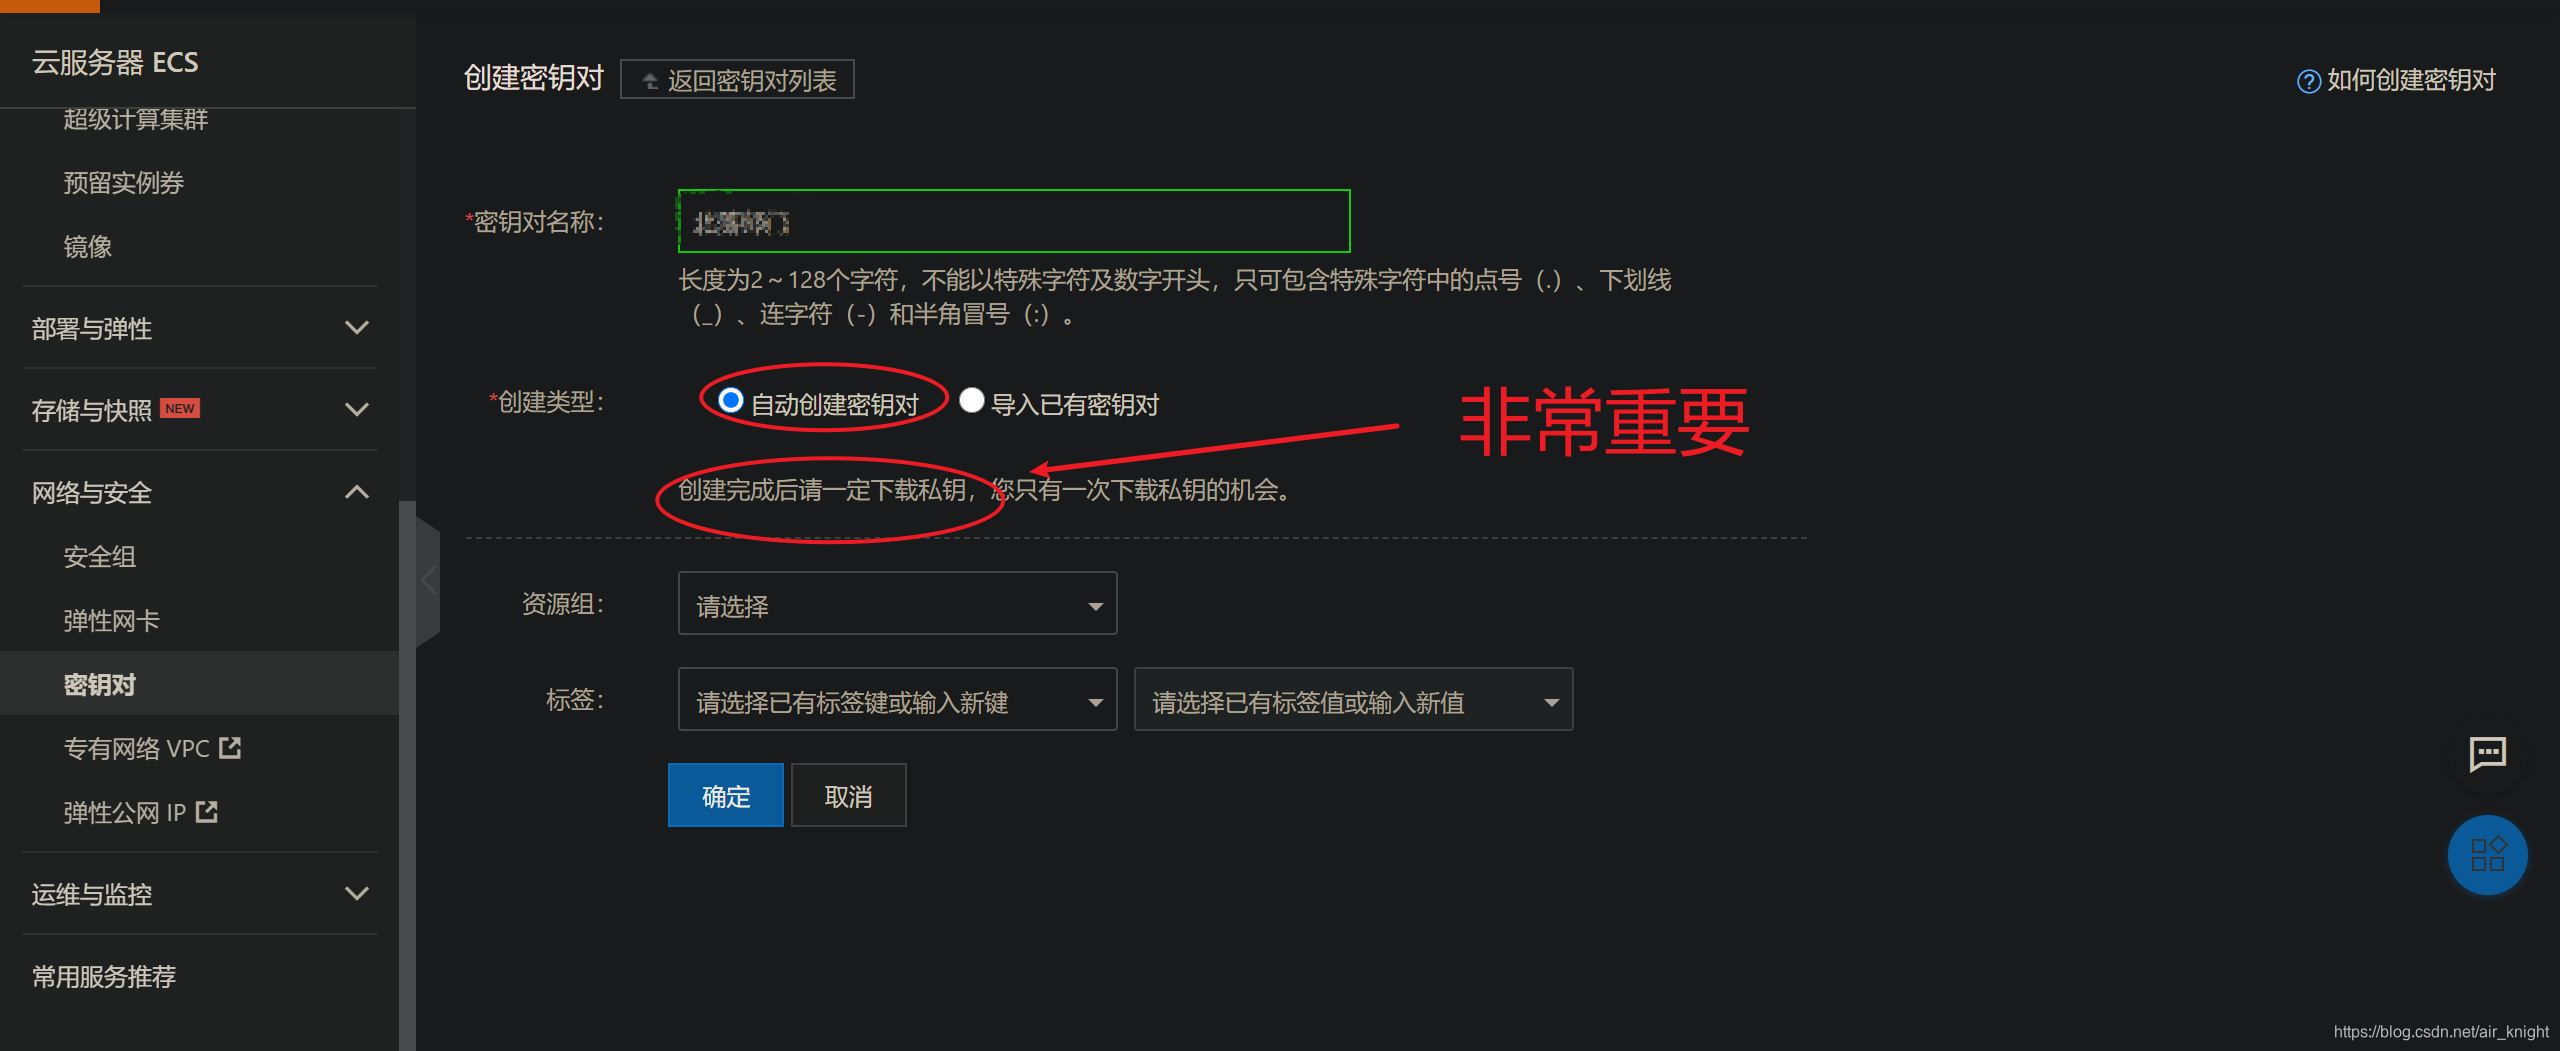 云服务器 ECS
超级计算集群
预留实例券
镜像
部署与弹性
存储与快照 NEW
网络与安全
安全组
弹性网卡
密钥对
专有网络 VPC
弹性公网 IP
运维与监控
常用服务推荐
创建密钥对 返回密钥对列表
?如何创建密钥对
*密钥对名称：
长度为2～128个字符，不能以特殊字符及数字开头，只可包含特殊字符中的点号（.）、下划线
（_）、连字符（-）和半角冒号（:）。
*创建类型： 自动创建密钥对 导入已有密钥对
非常重要
创建完成后请一定下载私钥，您只有一次下载私钥的机会。
资源组： 请选择
标签： 请选择已有标签键或输入新键 请选择已有标签值或输入新值
确定 取消
https://blog.csdn.net/air_knight